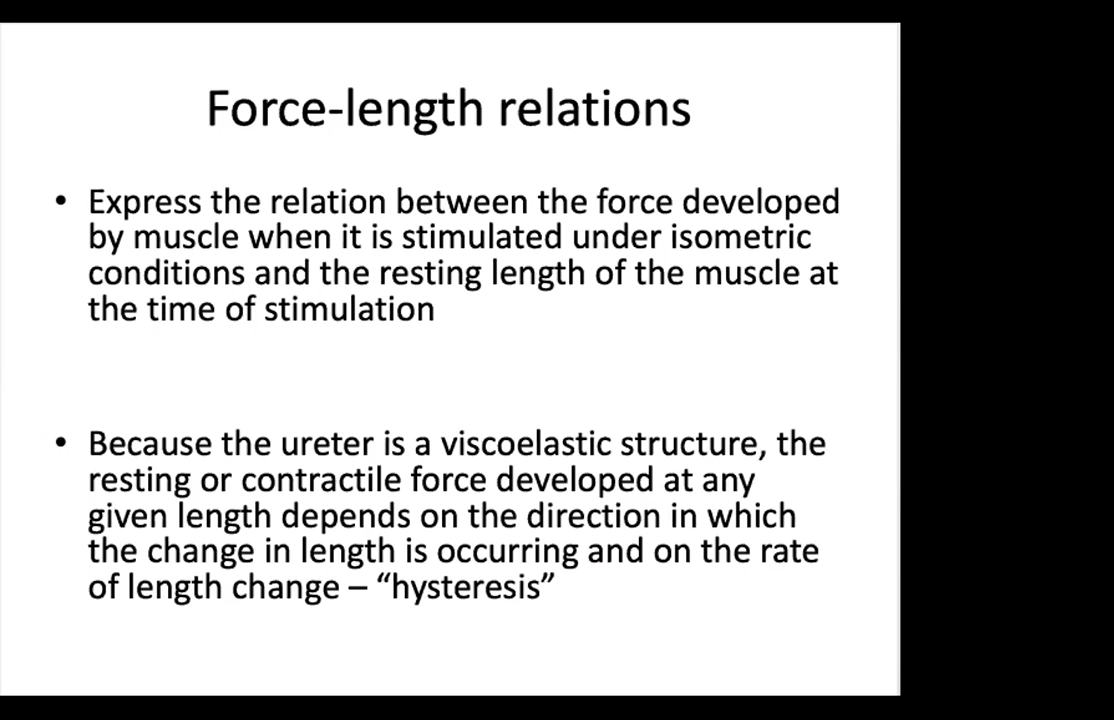 Force-length relations
• Express the relation between the force developed
by muscle when it is stimulated under isometric
conditions and the resting length of the muscle at
the time of stimulation
• Because the ureter is a viscoelastic structure, the
resting or contractile force developed at any
given length depends on the direction in which
the change in length is occurring and on the rate
of length change – “hysteresis”